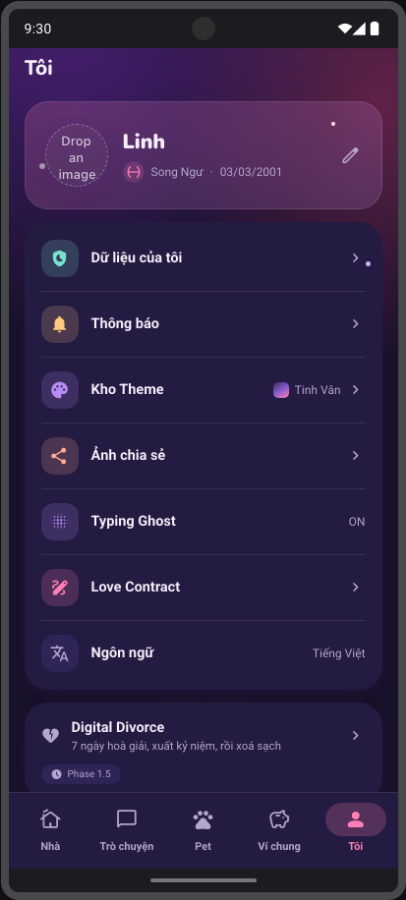 9:30
Tôi
Drop
an
image
Linh
Song Ngư · 03/03/2001
Dữ liệu của tôi
Thông báo
Kho Theme
Tinh Vân
Ảnh chia sẻ
Typing Ghost
ON
Love Contract
Ngôn ngữ
Tiếng Việt
Digital Divorce
7 ngày hoà giải, xuất kỷ niệm, rồi xoá sạch
Phase 1.5
Nhà
Trò chuyện
Pet
Ví chung
Tôi